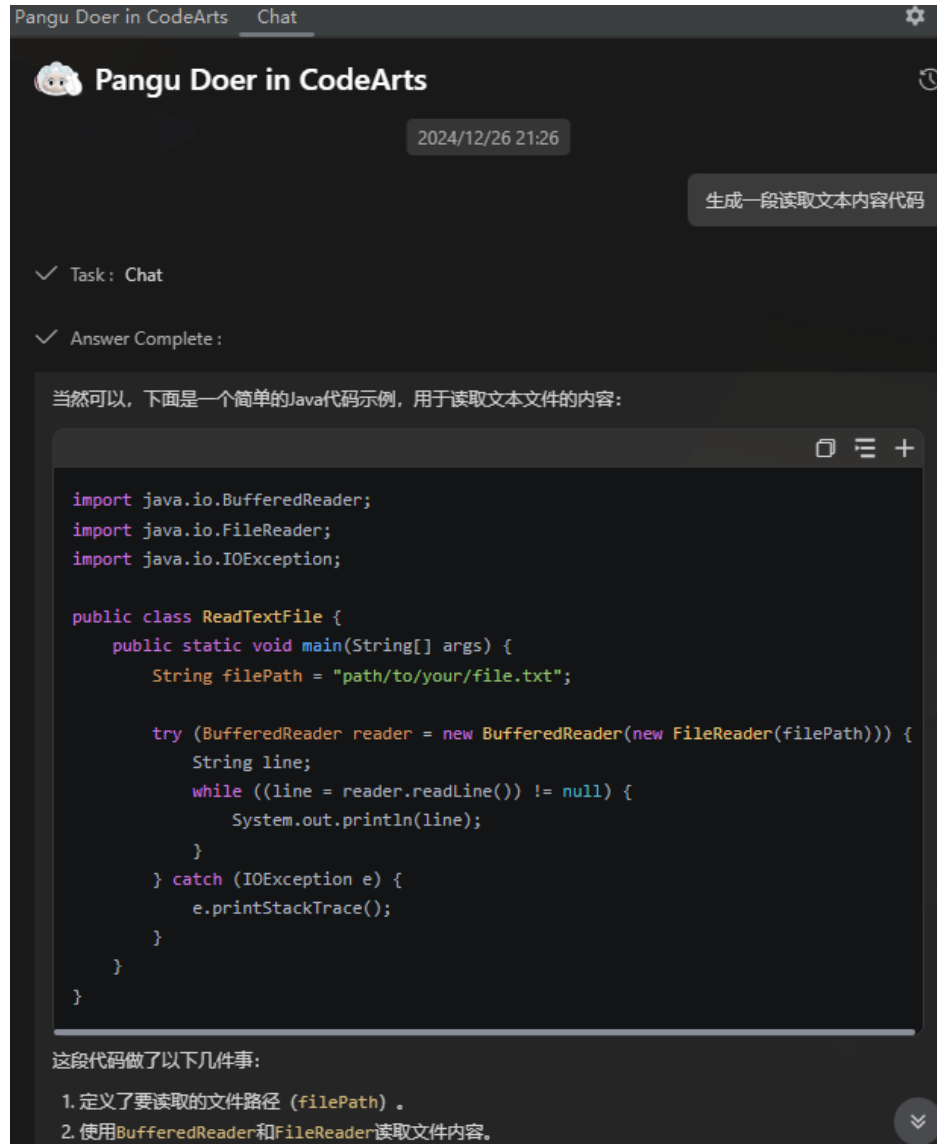 Pangu Doer in CodeArts Chat
Pangu Doer in CodeArts
2024/12/26 21:26
生成一段读取文本内容代码
Task : Chat
Answer Complete :
当然可以，下面是一个简单的Java代码示例，用于读取文本文件的内容：
import java.io.BufferedReader;
import java.io.FileReader;
import java.io.IOException;
public class ReadTextFile {
    public static void main(String[] args) {
        String filePath = "path/to/your/file.txt";
        try (BufferedReader reader = new BufferedReader(new FileReader(filePath))) {
            String line;
            while ((line = reader.readLine()) != null) {
                System.out.println(line);
            }
        } catch (IOException e) {
            e.printStackTrace();
        }
    }
}
这段代码做了以下几件事：
1. 定义了要读取的文件路径（filePath）。
2. 使用BufferedReader和FileReader读取文件内容。